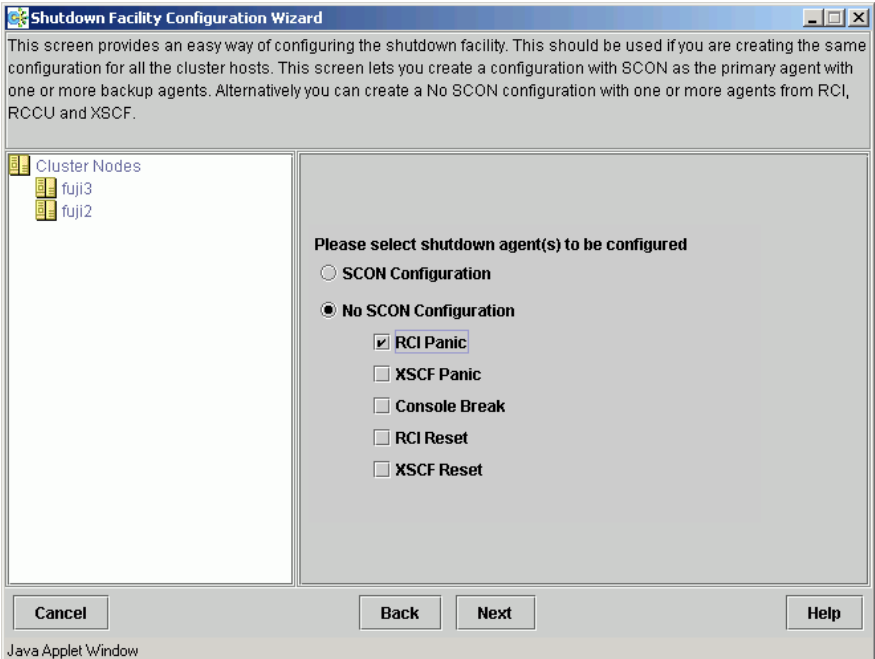 Shutdown Facility Configuration Wizard
This screen provides an easy way of configuring the shutdown facility. This should be used if you are creating the same
configuration for all the cluster hosts. This screen lets you create a configuration with SCON as the primary agent with
one or more backup agents. Alternatively you can create a No SCON configuration with one or more agents from RCI,
RCCU and XSCF.
Cluster Nodes
fuji3
fuji2
Please select shutdown agent(s) to be configured
SCON Configuration
No SCON Configuration
RCI Panic
XSCF Panic
Console Break
RCI Reset
XSCF Reset
Cancel
Back
Next
Help
Java Applet Window